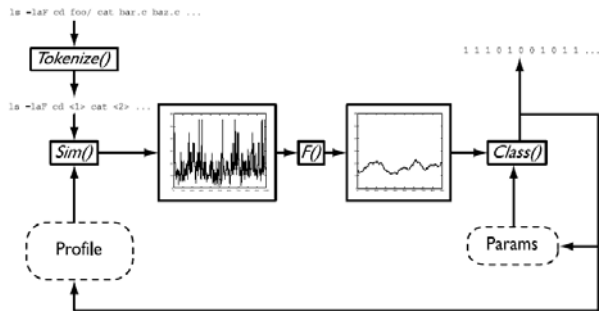 ls -laF cd foo/ cat bar.c baz.c ...
Tokenize()
ls -laF cd <1> cat <2> ...
Sim()
F()
Class()
1 1 1 0 1 0 0 1 0 1 1 ...
Profile
Params